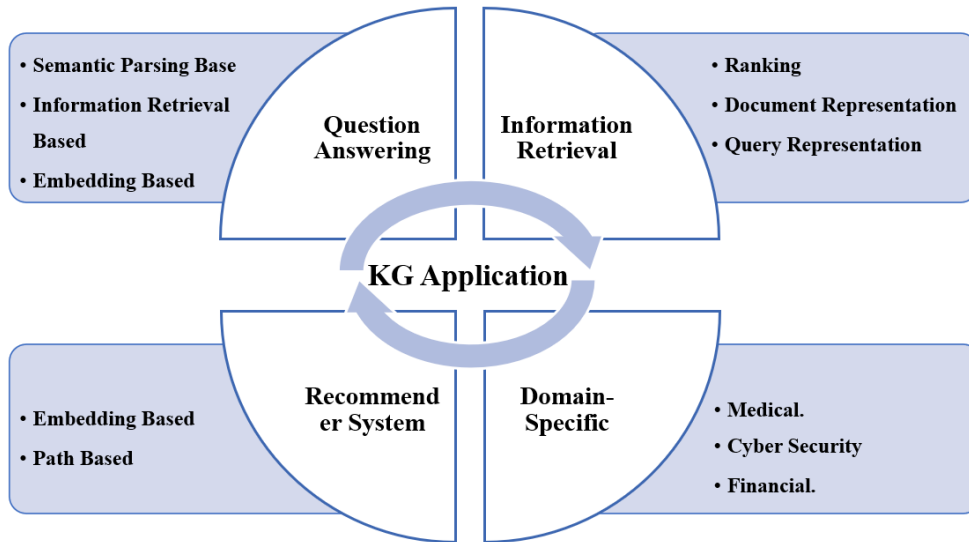 • Semantic Parsing Base
• Information Retrieval
Based
• Embedding Based
Question
Answering
Information
Retrieval
• Ranking
• Document Representation
• Query Representation
KG Application
• Embedding Based
• Path Based
Recommend
er System
Domain-
Specific
• Medical.
• Cyber Security
• Financial.